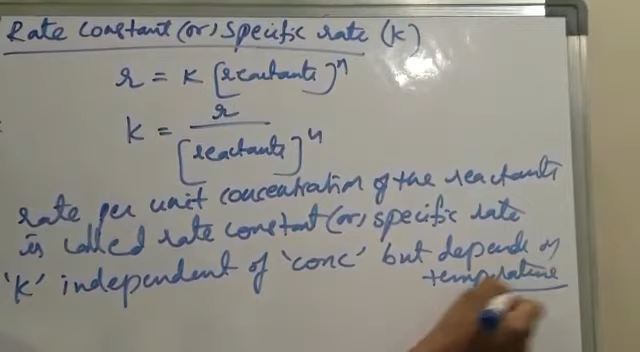 Rate constant (or) specific rate (k)
r = k [reactants]^n
k = r / [reactants]^n
rate per unit concentration of the reactants
is called rate constant (or) specific rate
'k' independent of 'conc' but depends on
temperature